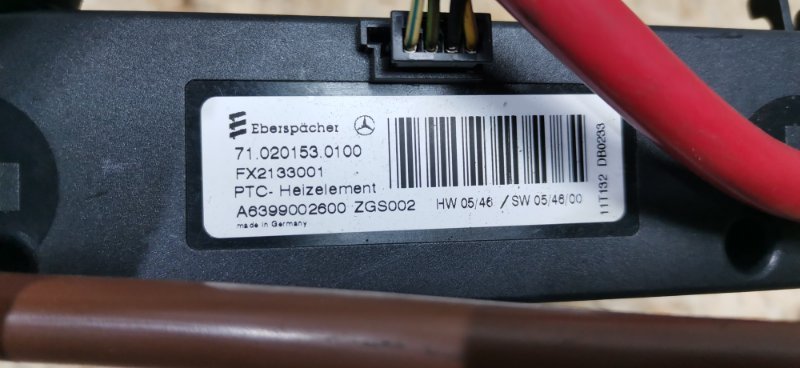 Eberspächer
71.020153.0100
FX2133001
PTC- Heizelement
A6399002600 ZGS002 HW 05/46 / SW 05/46/00
made in Germany
11T132 DB0233